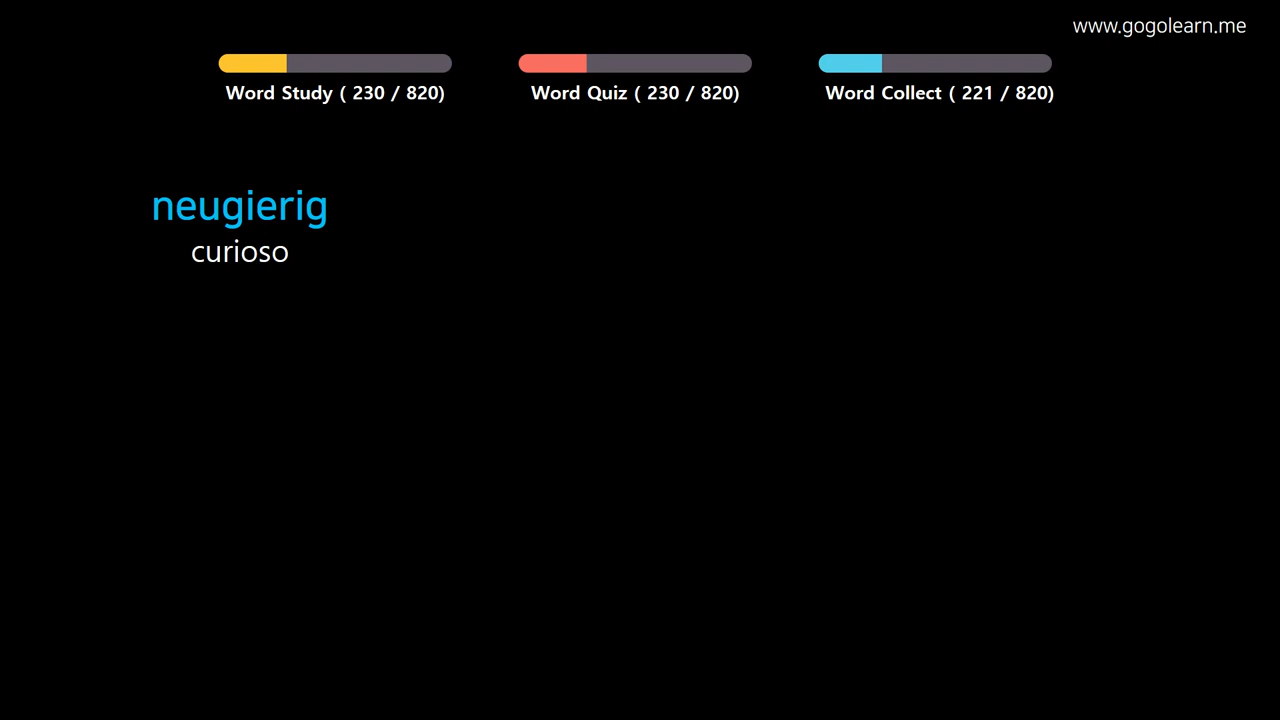 www.gogolearn.me
Word Study ( 230 / 820)
Word Quiz ( 230 / 820)
Word Collect ( 221 / 820)
neugierig
curioso